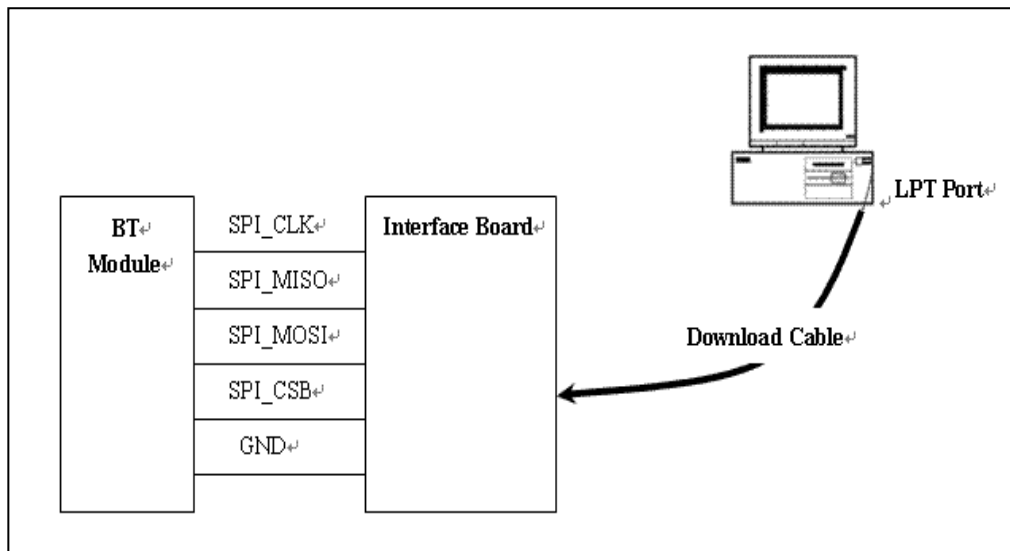 BT↵
Module↵
SPI_CLK↵
SPI_MISO↵
SPI_MOSI↵
SPI_CSB↵
GND↵
Interface Board↵
↵ LPT Port↵
Download Cable↵